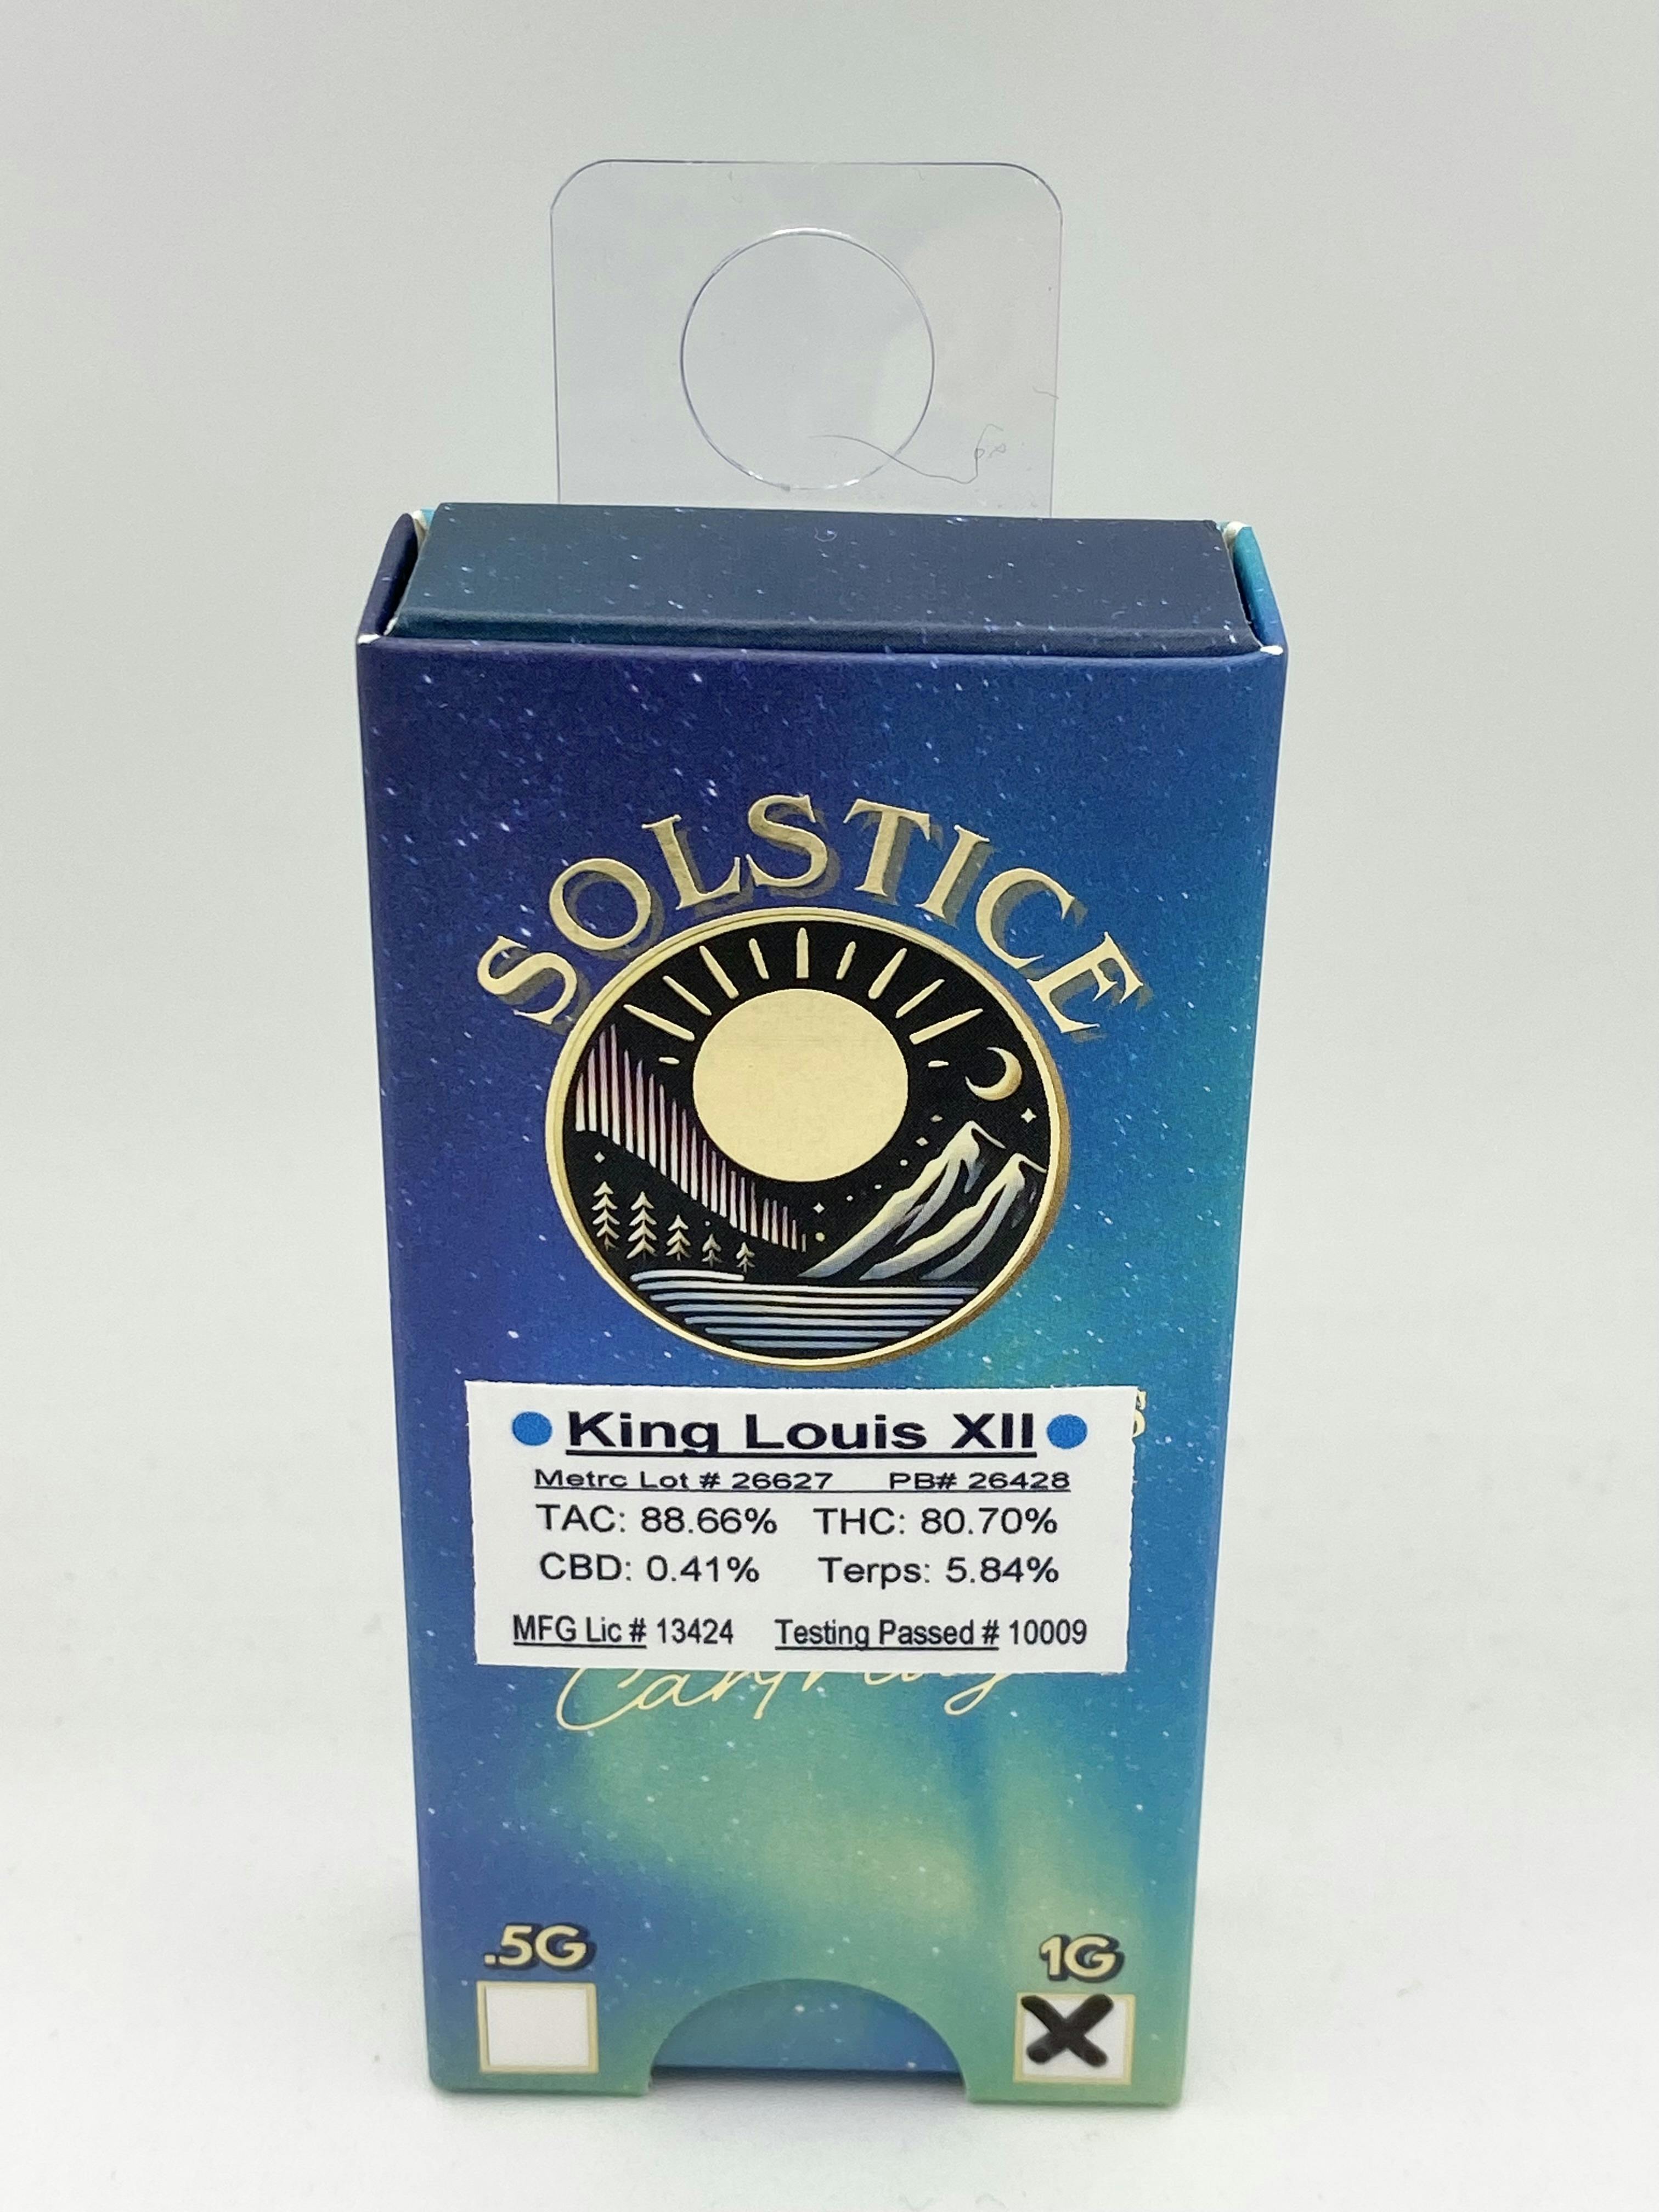 SOLSTICE
King Louis XII
Metrc Lot # 26627 PB# 26428
TAC: 88.66% THC: 80.70%
CBD: 0.41% Terps: 5.84%
MFG Lic # 13424 Testing Passed # 10009
.5G 1G